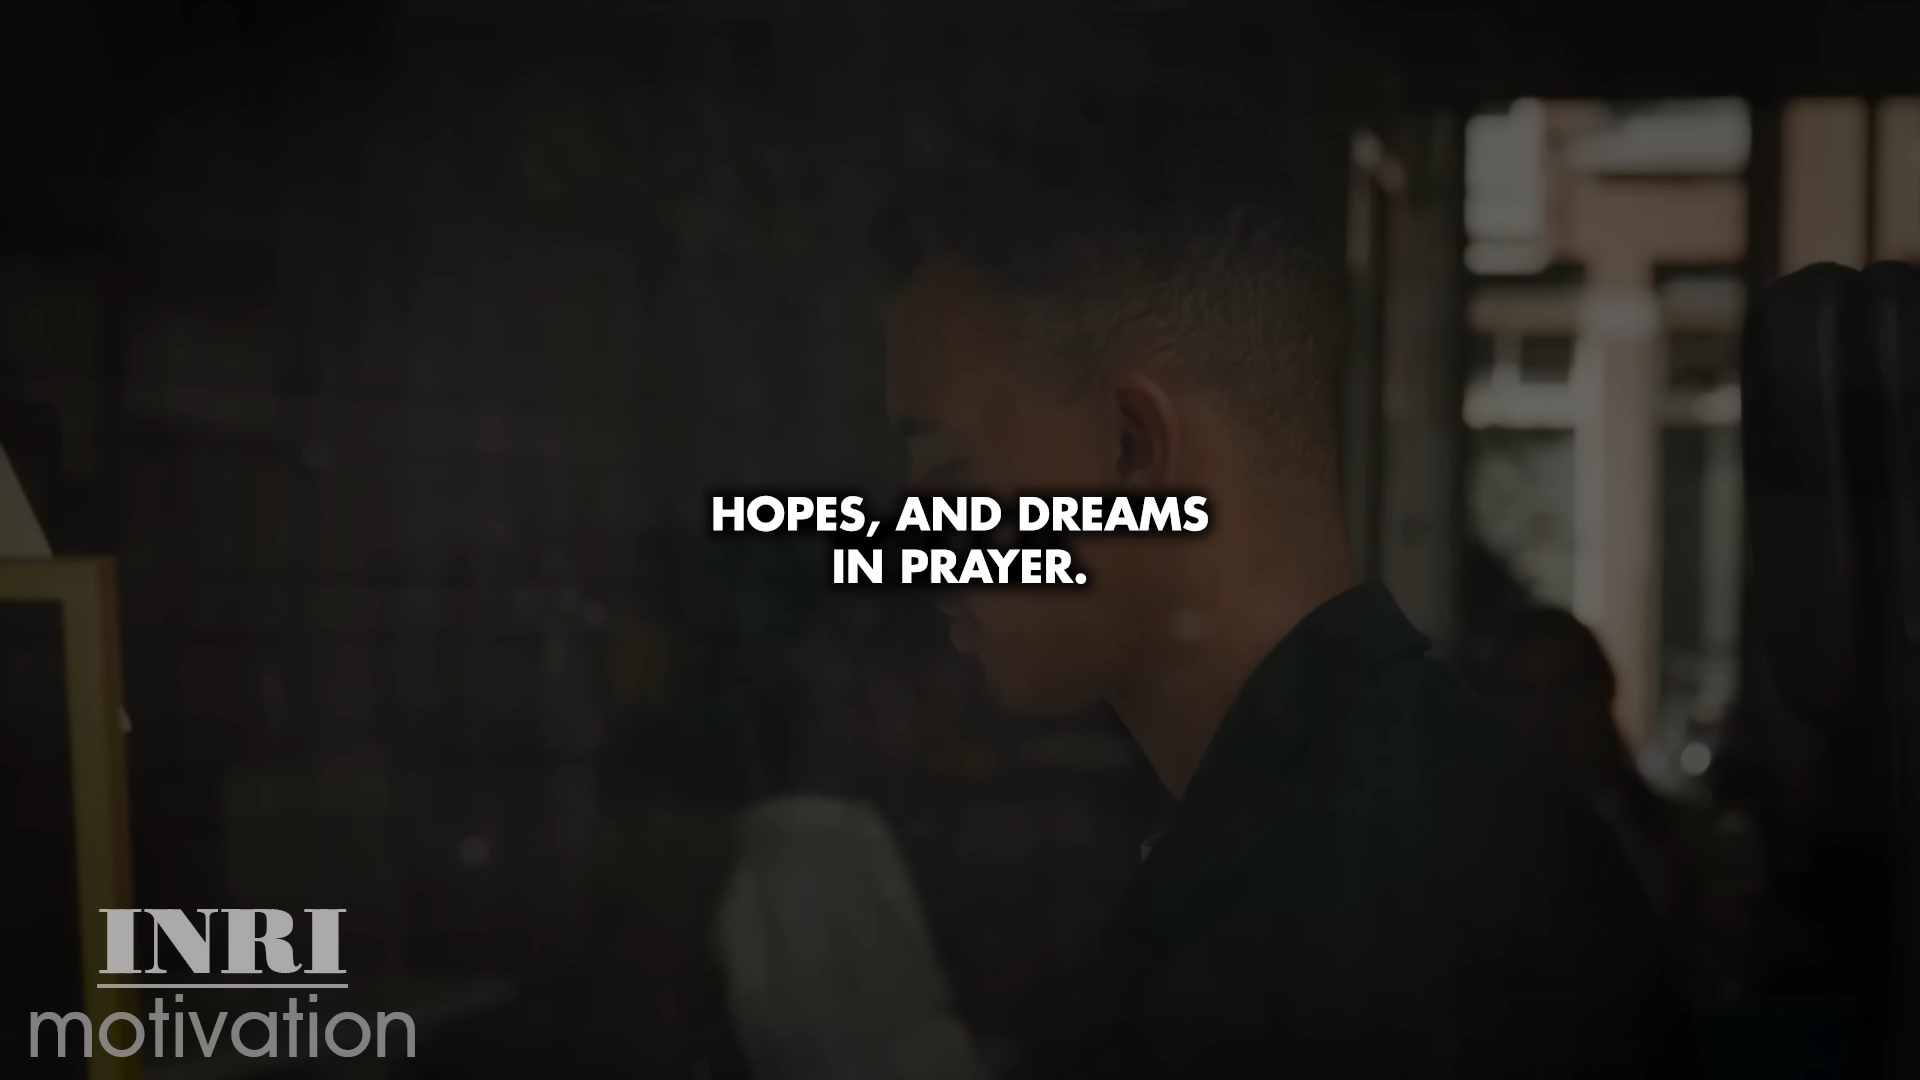 HOPES, AND DREAMS
IN PRAYER.
INRI
motivation